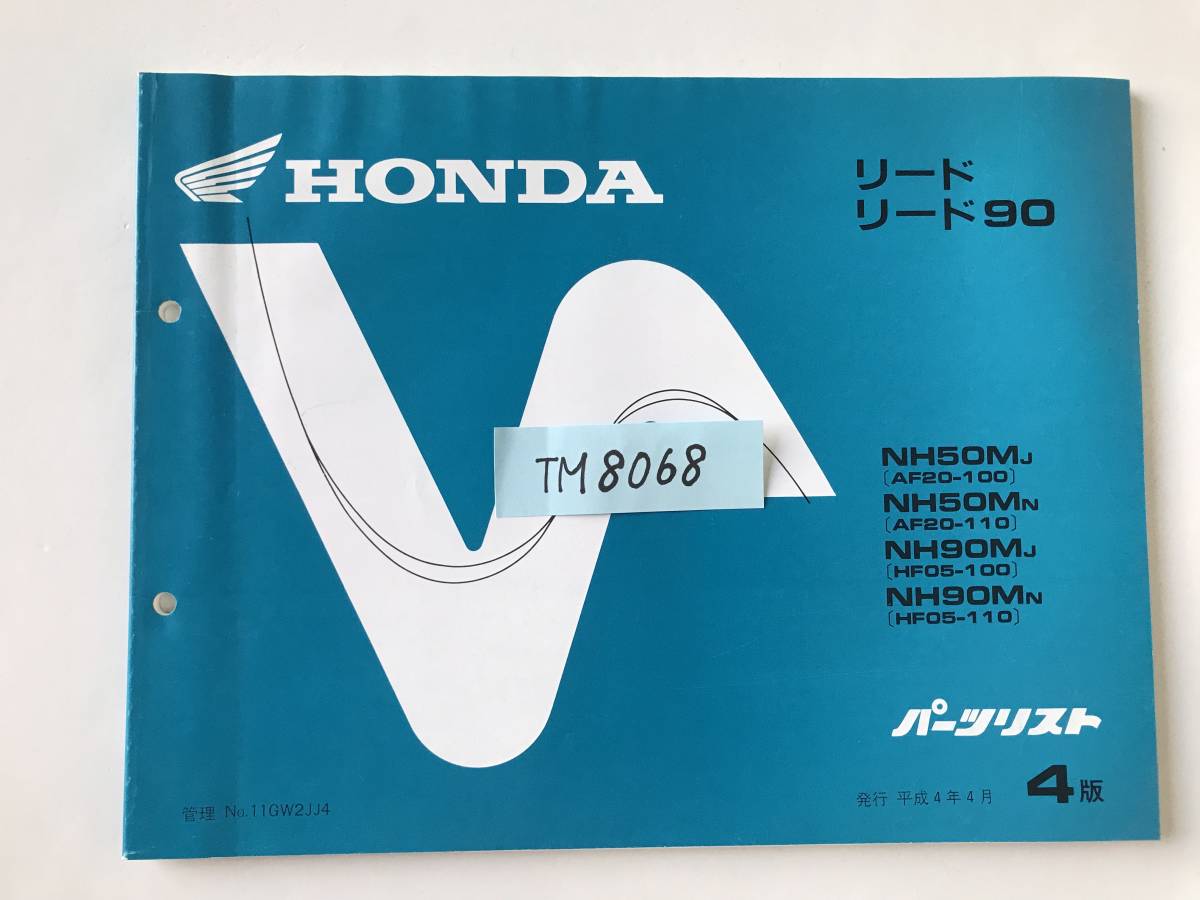 HONDA
リード
リード90
TM8068
NH50MJ
〔AF20-100〕
NH50MN
〔AF20-110〕
NH90MJ
〔HF05-100〕
NH90MN
〔HF05-110〕
パーツリスト
管理 No.11GW2JJ4
発行 平成4年4月 4版